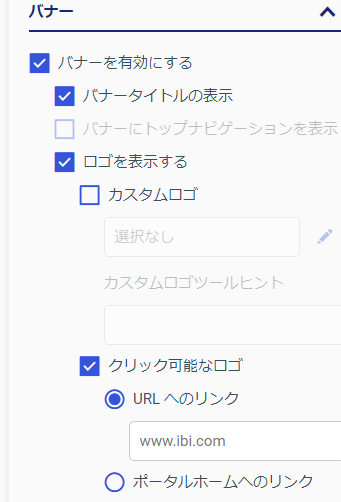 バナー
バナーを有効にする
バナータイトルの表示
バナーにトップナビゲーションを表示
ロゴを表示する
カスタムロゴ
選択なし
カスタムロゴツールヒント
クリック可能なロゴ
URL へのリンク
www.ibi.com
ポータルホームへのリンク